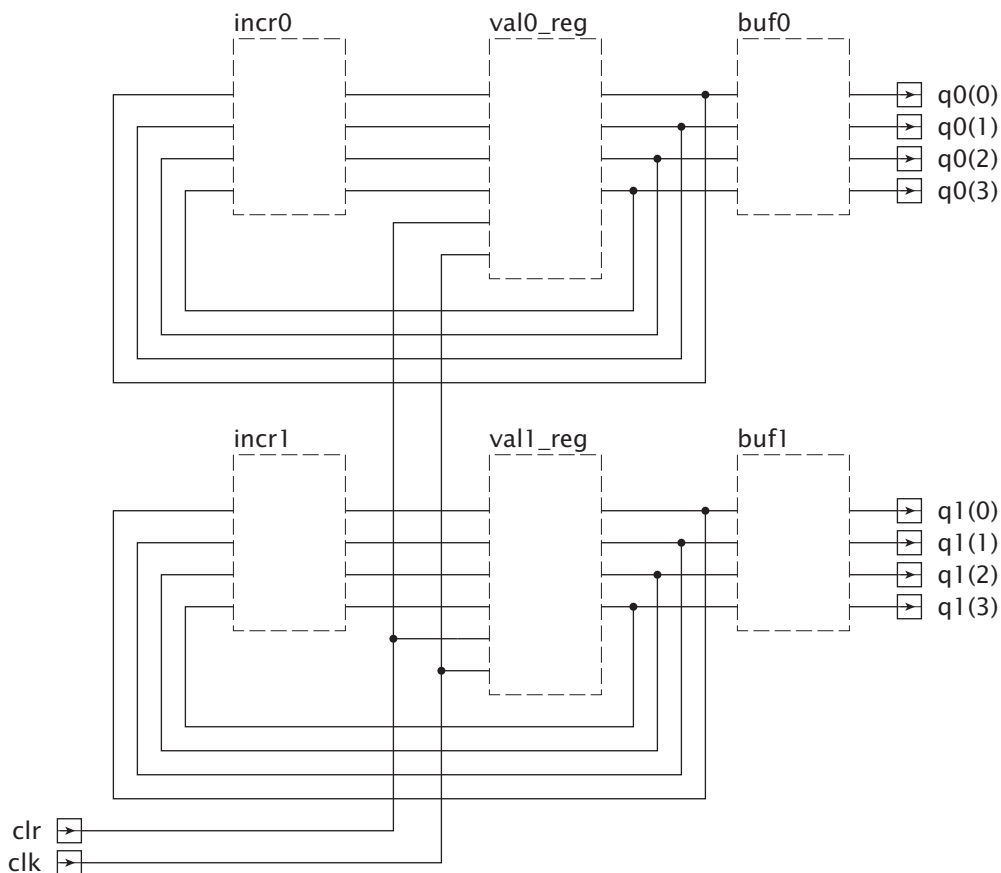 incr0 val0_reg buf0
q0(0)
q0(1)
q0(2)
q0(3)
incr1 val1_reg buf1
q1(0)
q1(1)
q1(2)
q1(3)
clr
clk